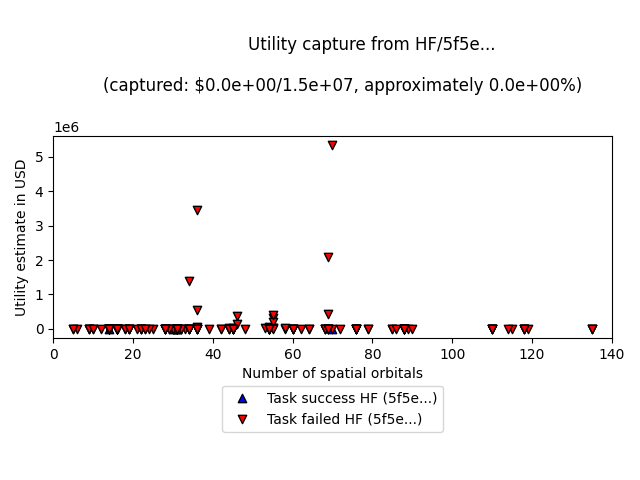 Utility capture from HF/5f5e...
(captured: $0.0e+00/1.5e+07, approximately 0.0e+00%)
1e6
Utility estimate in USD
5
4
3
2
1
0
0 20 40 60 80 100 120 140
Number of spatial orbitals
Task success HF (5f5e...)
Task failed HF (5f5e...)